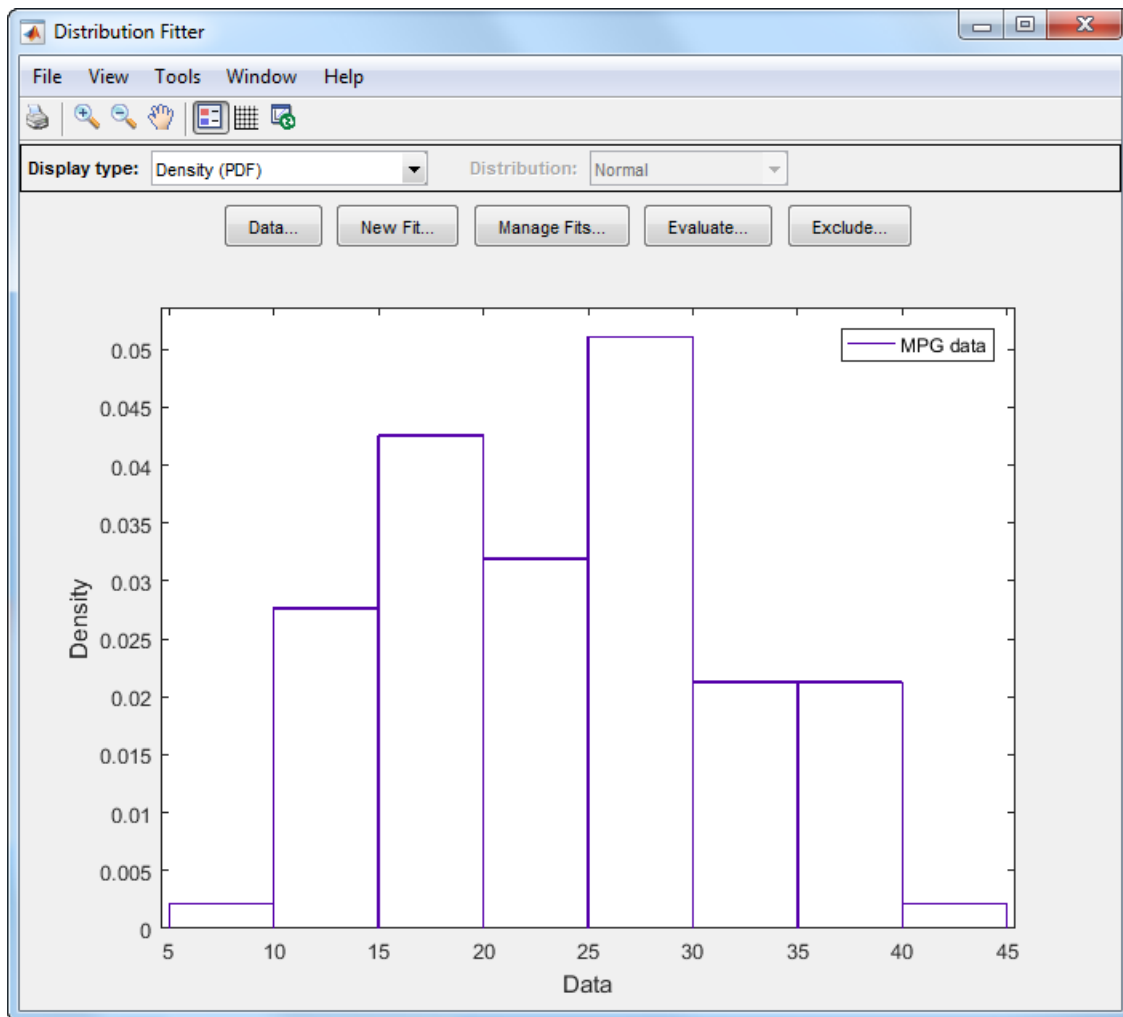 Distribution Fitter
File View Tools Window Help
Display type: Density (PDF) Distribution: Normal
Data... New Fit... Manage Fits... Evaluate... Exclude...
MPG data
0.05
0.045
0.04
0.035
0.03
0.025
0.02
0.015
0.01
0.005
0
Density
5 10 15 20 25 30 35 40 45
Data